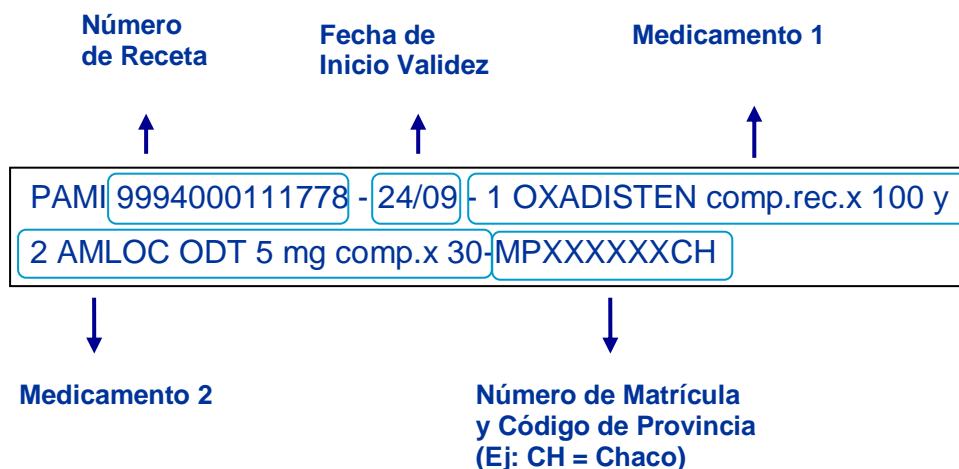 Número
de Receta
Fecha de
Inicio Validez
Medicamento 1
PAMI 9994000111778 - 24/09 - 1 OXADISTEN comp.rec.x 100 y
2 AMLOC ODT 5 mg comp.x 30-MPXXXXXXCH
Medicamento 2
Número de Matrícula
y Código de Provincia
(Ej: CH = Chaco)